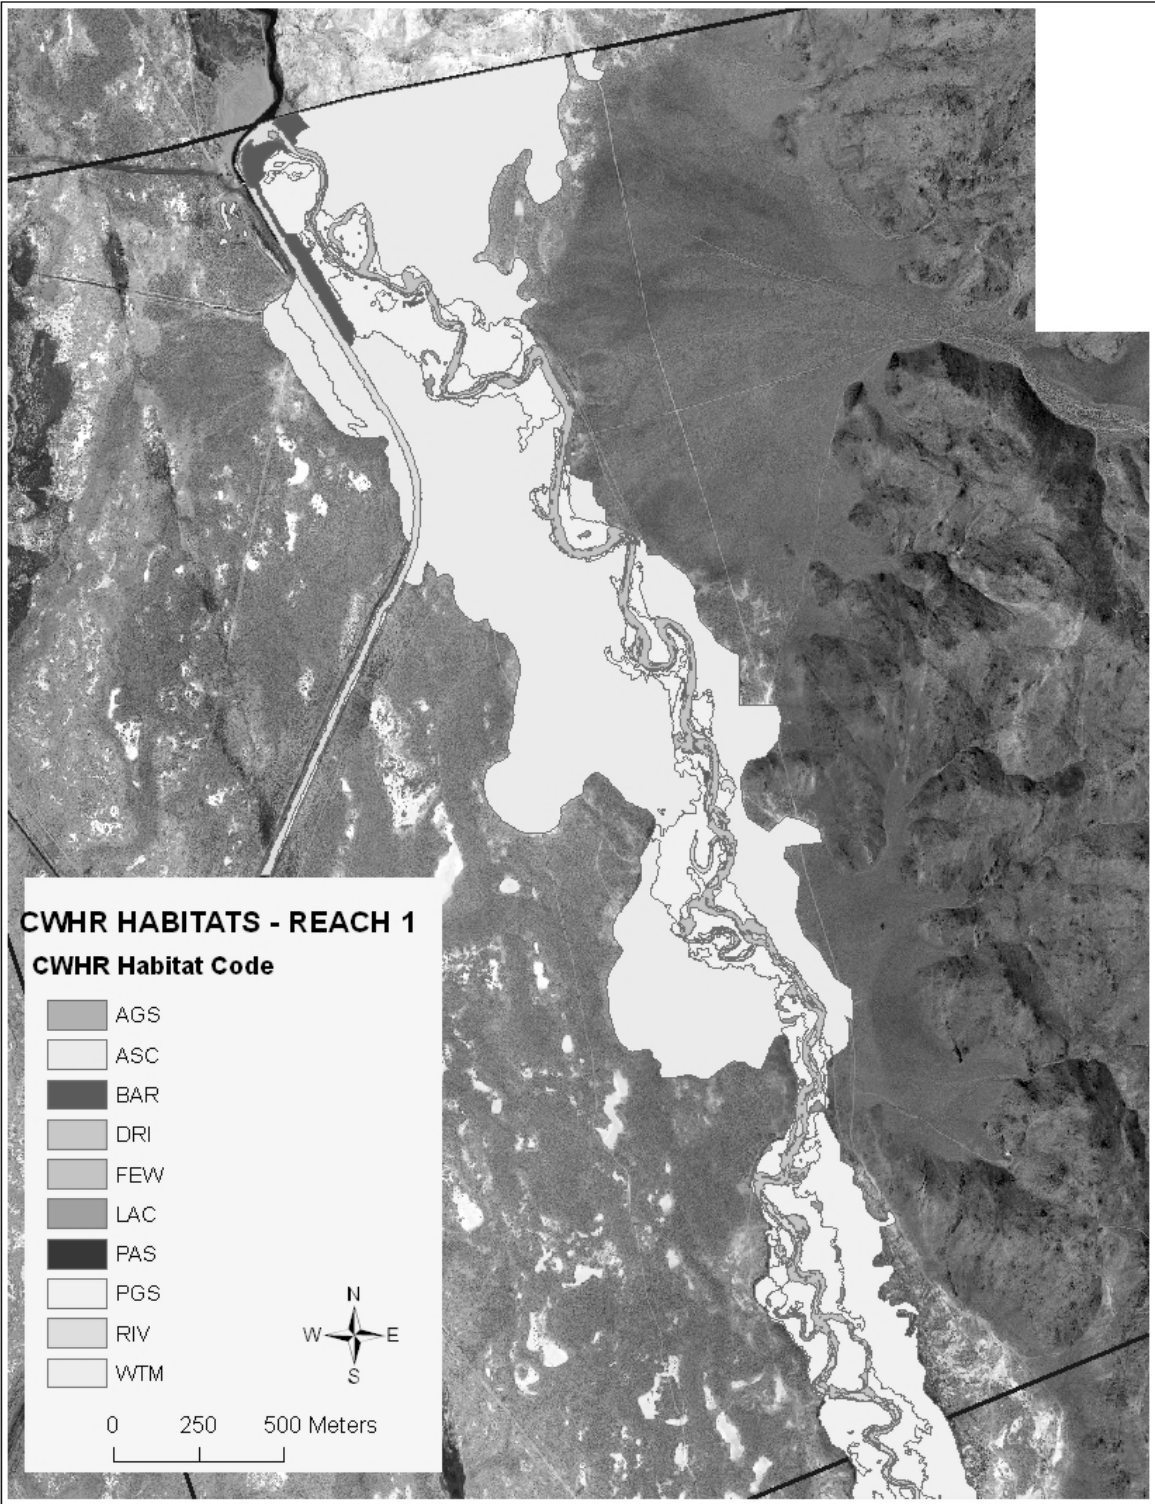 CWHR HABITATS - REACH 1
CWHR Habitat Code
AGS
ASC
BAR
DRI
FEW
LAC
PAS
PGS
RIV
WTM
N
W E
S
0 250 500 Meters